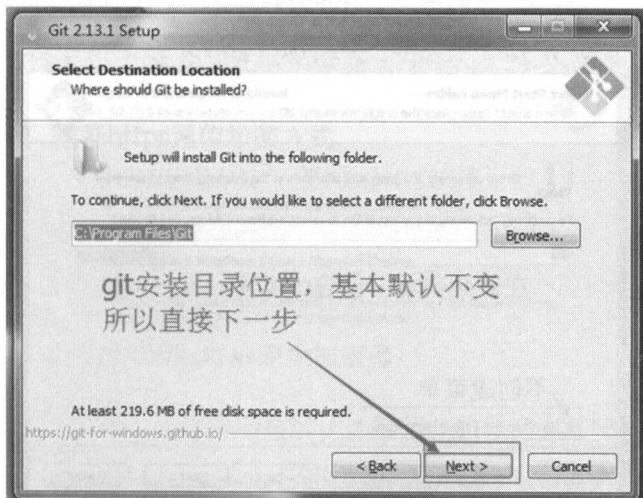 Git 2.13.1 Setup
Select Destination Location
Where should Git be installed?
Setup will install Git into the following folder.
To continue, click Next. If you would like to select a different folder, click Browse.
C:\Program Files\Git
Browse...
git安装目录位置，基本默认不变
所以直接下一步
At least 219.6 MB of free disk space is required.
https://git-for-windows.github.io/
< Back
Next >
Cancel